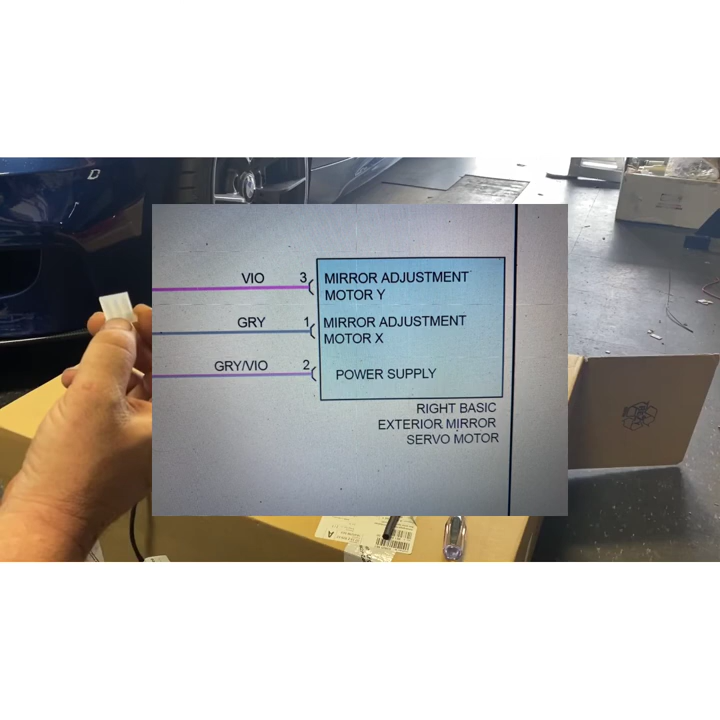 VIO 3 MIRROR ADJUSTMENT
MOTOR Y
GRY 1 MIRROR ADJUSTMENT
MOTOR X
GRY/VIO 2 POWER SUPPLY
RIGHT BASIC
EXTERIOR MIRROR
SERVO MOTOR
A